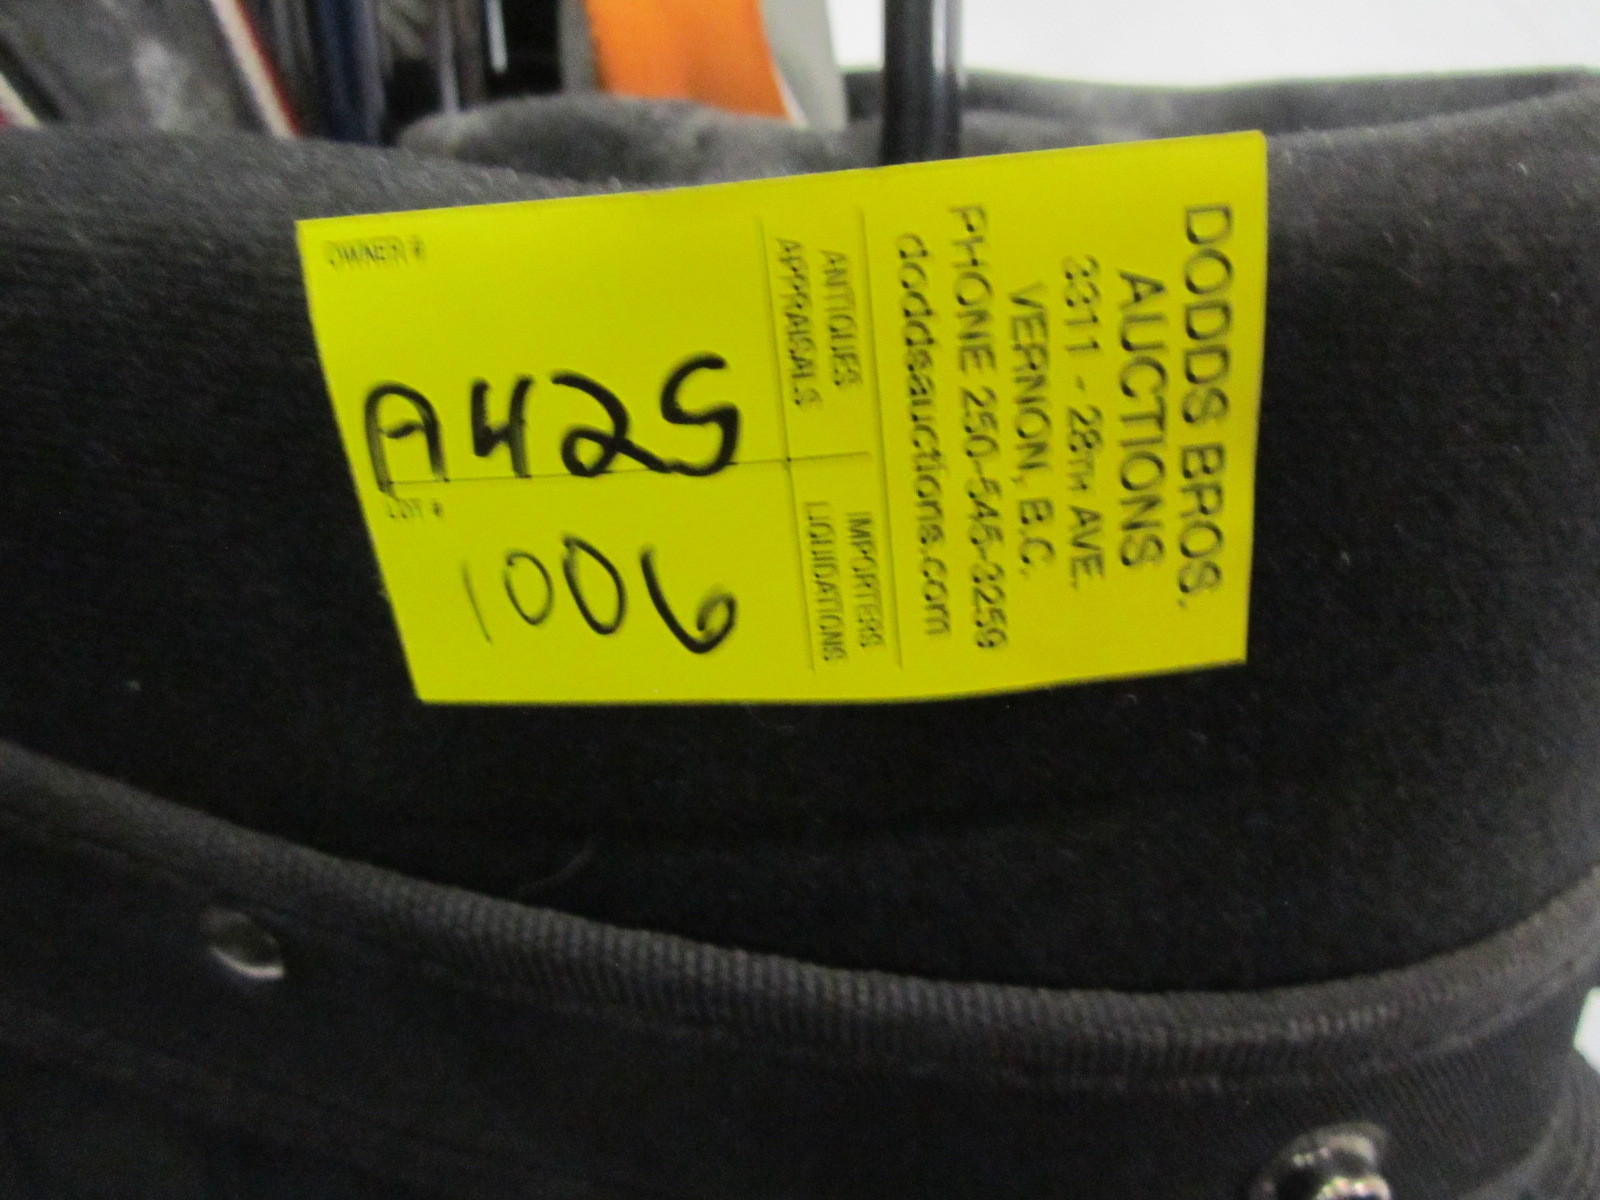 DODDS BROS.
AUCTIONS
3311 - 28TH AVE.
VERNON, B.C.
PHONE 250-545-3259
doddsauctions.com
ANTIQUES
APPRAISALS
IMPORTERS
LIQUIDATIONS
OWNER #
A425
LOT #
1006